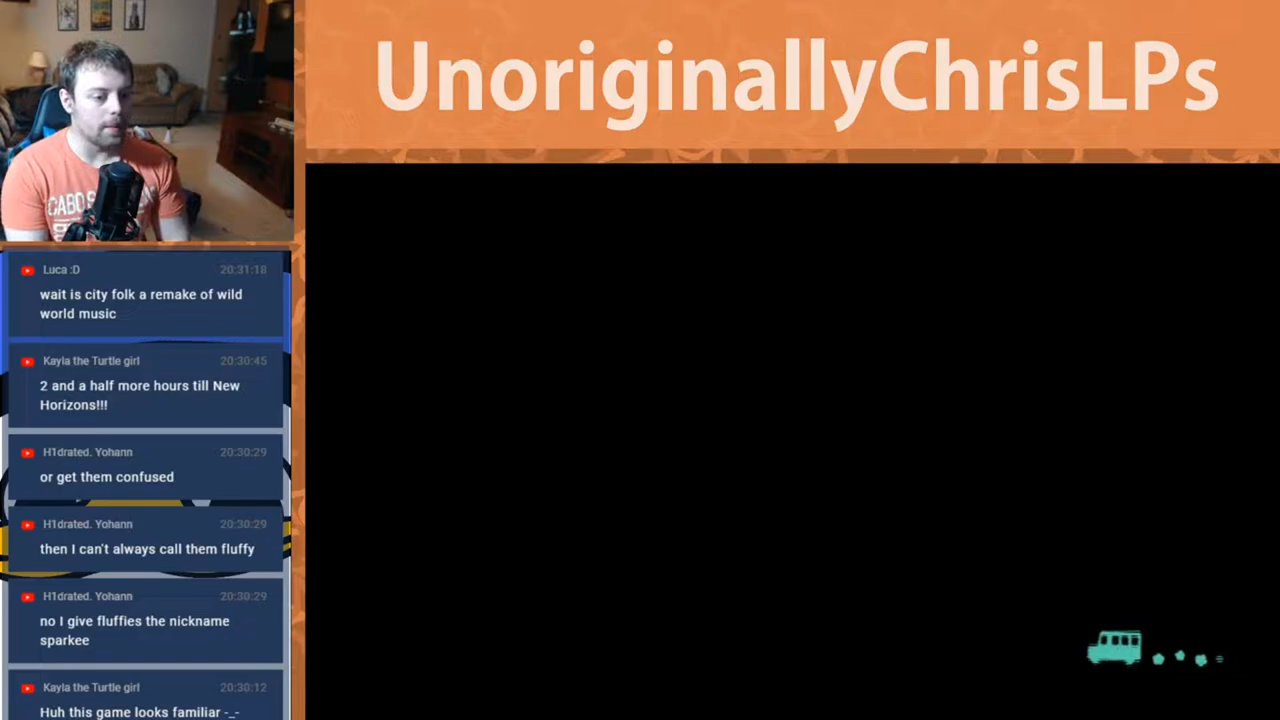 UnoriginallyChrisLPs
CABO S
Luca :D 20:31:18
wait is city folk a remake of wild
world music
Kayla the Turtle girl 20:30:45
2 and a half more hours till New
Horizons!!!
H1drated. Yohann 20:30:29
or get them confused
H1drated. Yohann 20:30:29
then I can't always call them fluffy
H1drated. Yohann 20:30:29
no I give fluffies the nickname
sparkee
Kayla the Turtle girl 20:30:12
Huh this game looks familiar -_-